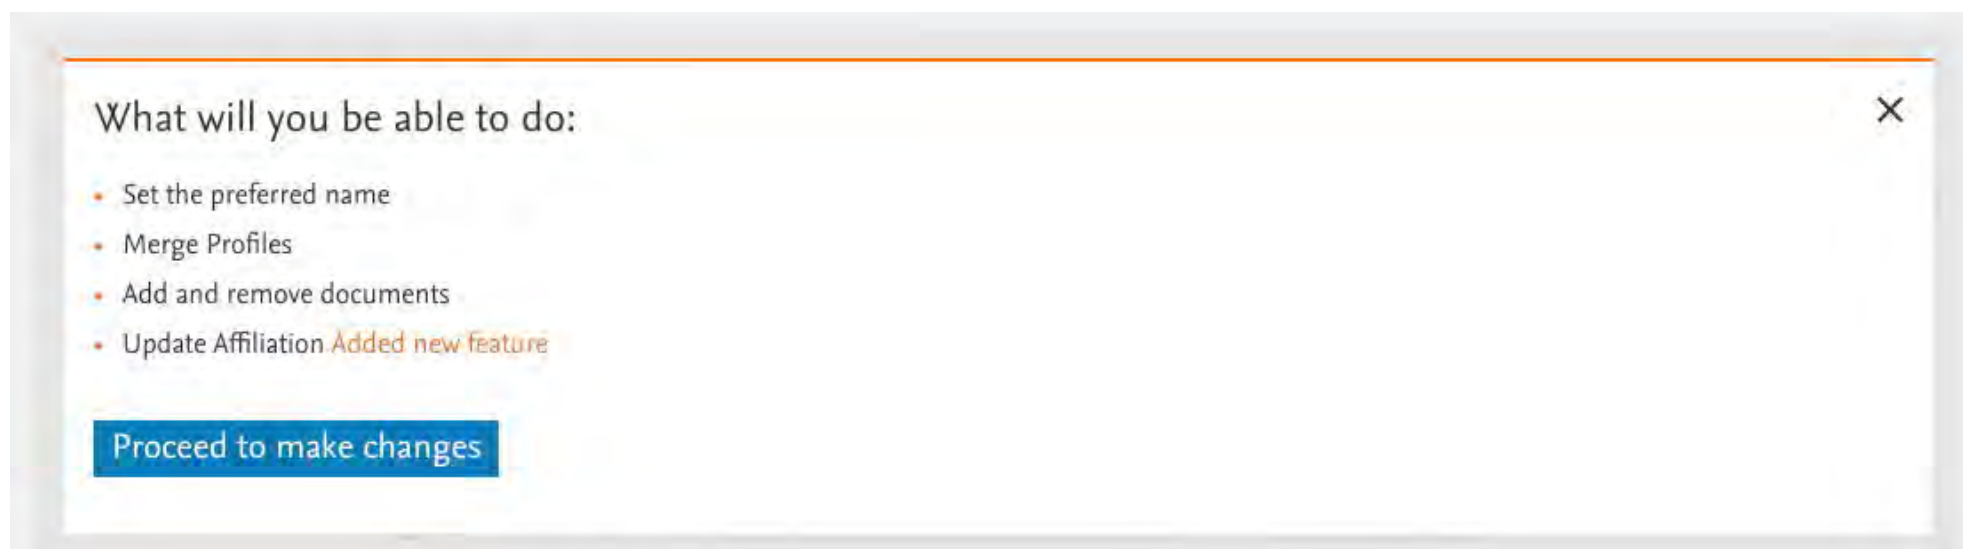 What will you be able to do:
Set the preferred name
Merge Profiles
Add and remove documents
Update Affiliation Added new feature
Proceed to make changes